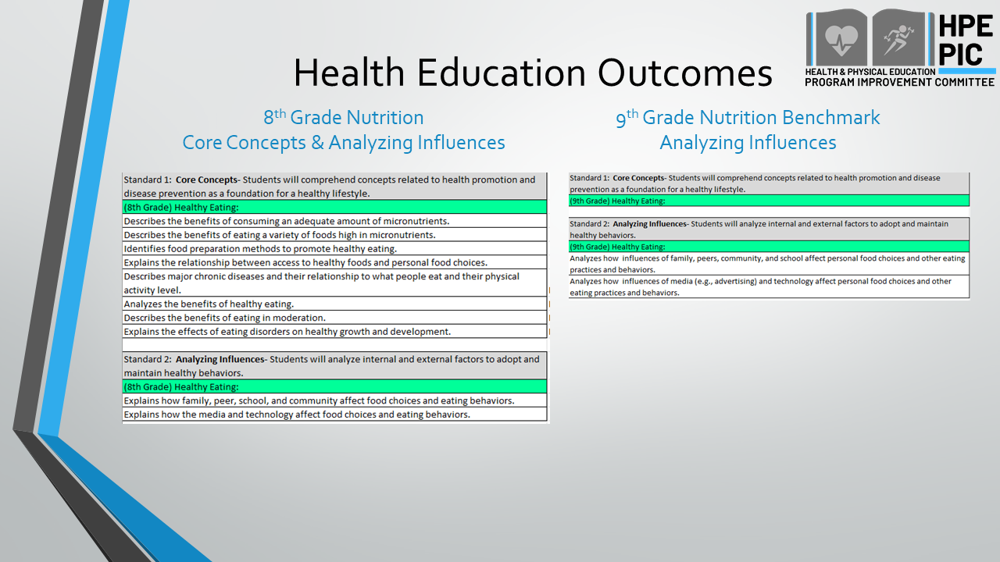 HPE
PIC
HEALTH & PHYSICAL EDUCATION
PROGRAM IMPROVEMENT COMMITTEE
Health Education Outcomes
8th Grade Nutrition
Core Concepts & Analyzing Influences
Standard 1:  Core Concepts- Students will comprehend concepts related to health promotion and
disease prevention as a foundation for a healthy lifestyle.
(8th Grade) Healthy Eating:
Describes the benefits of consuming an adequate amount of micronutrients.
Describes the benefits of eating a variety of foods high in micronutrients.
Identifies food preparation methods to promote healthy eating.
Explains the relationship between access to healthy foods and personal food choices.
Describes major chronic diseases and their relationship to what people eat and their physical
activity level.
Analyzes the benefits of healthy eating.
Describes the benefits of eating in moderation.
Explains the effects of eating disorders on healthy growth and development.
Standard 2:  Analyzing Influences- Students will analyze internal and external factors to adopt and
maintain healthy behaviors.
(8th Grade) Healthy Eating:
Explains how family, peer, school, and community affect food choices and eating behaviors.
Explains how the media and technology affect food choices and eating behaviors.
9th Grade Nutrition Benchmark
Analyzing Influences
Standard 1:  Core Concepts- Students will comprehend concepts related to health promotion and disease
prevention as a foundation for a healthy lifestyle.
(9th Grade) Healthy Eating:
Standard 2:  Analyzing Influences- Students will analyze internal and external factors to adopt and maintain
healthy behaviors.
(9th Grade) Healthy Eating:
Analyzes how  influences of family, peers, community, and school affect personal food choices and other eating
practices and behaviors.
Analyzes how  influences of media (e.g., advertising) and technology affect personal food choices and other
eating practices and behaviors.